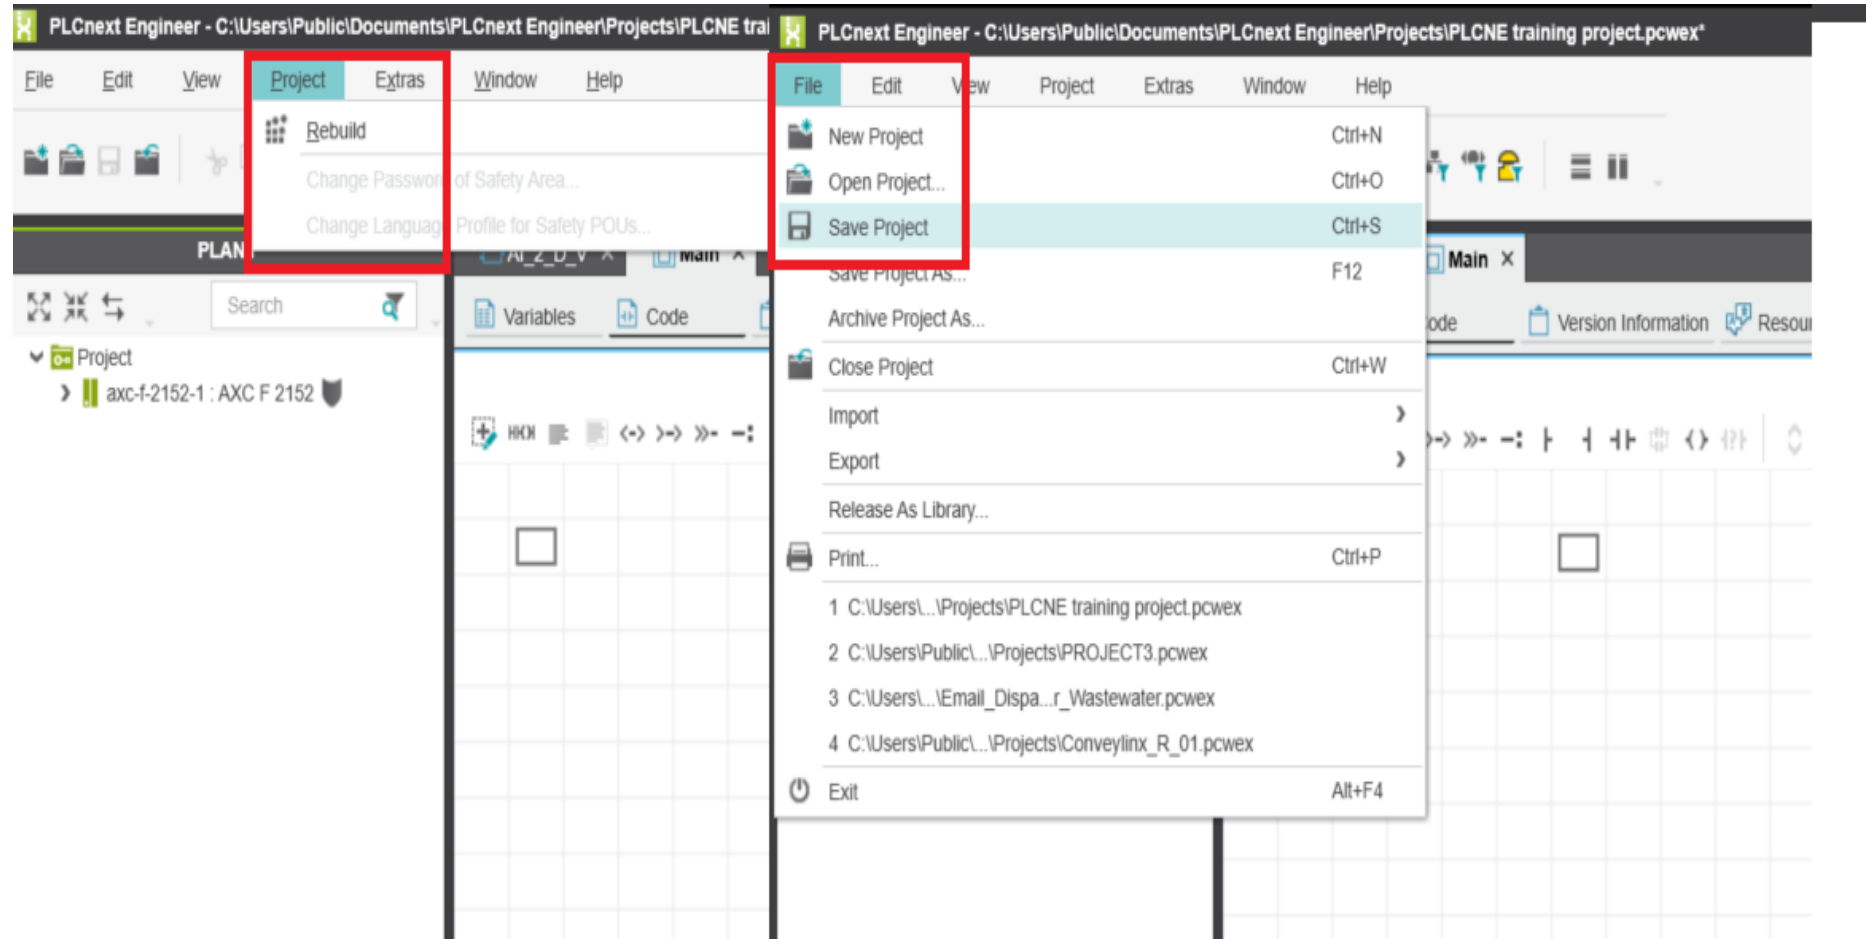 PLCnext Engineer - C:\Users\Public\Documents\PLCnext Engineer\Projects\PLCNE trai
File Edit View Project Extras Window Help
Rebuild
Change Password of Safety Area...
Change Language Profile for Safety POUs...
PLAN
AI_2_D_V × Main ×
Search
Variables Code
Project
axc-f-2152-1 : AXC F 2152
PLCnext Engineer - C:\Users\Public\Documents\PLCnext Engineer\Projects\PLCNE training project.pcwex*
File Edit View Project Extras Window Help
New Project Ctrl+N
Open Project... Ctrl+O
Save Project Ctrl+S
Save Project As... F12
Archive Project As...
Close Project Ctrl+W
Import
Export
Release As Library...
Print... Ctrl+P
1 C:\Users\...\Projects\PLCNE training project.pcwex
2 C:\Users\Public\...\Projects\PROJECT3.pcwex
3 C:\Users\...\Email_Dispa...r_Wastewater.pcwex
4 C:\Users\Public\...\Projects\Conveylinx_R_01.pcwex
Exit Alt+F4
Main ×
ode Version Information Resou